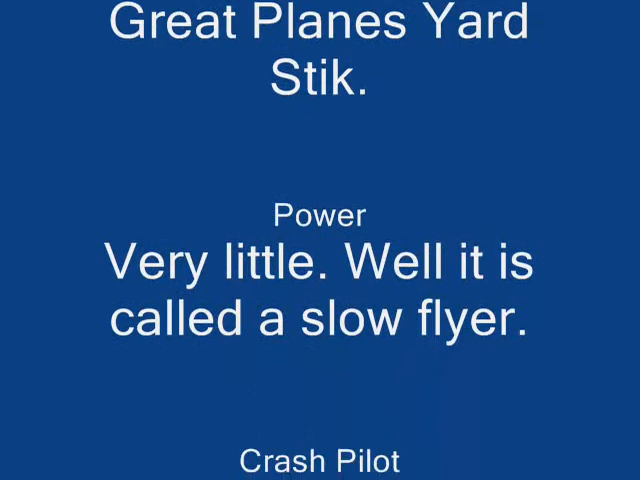 Great Planes Yard
Stik.
Power
Very little. Well it is
called a slow flyer.
Crash Pilot